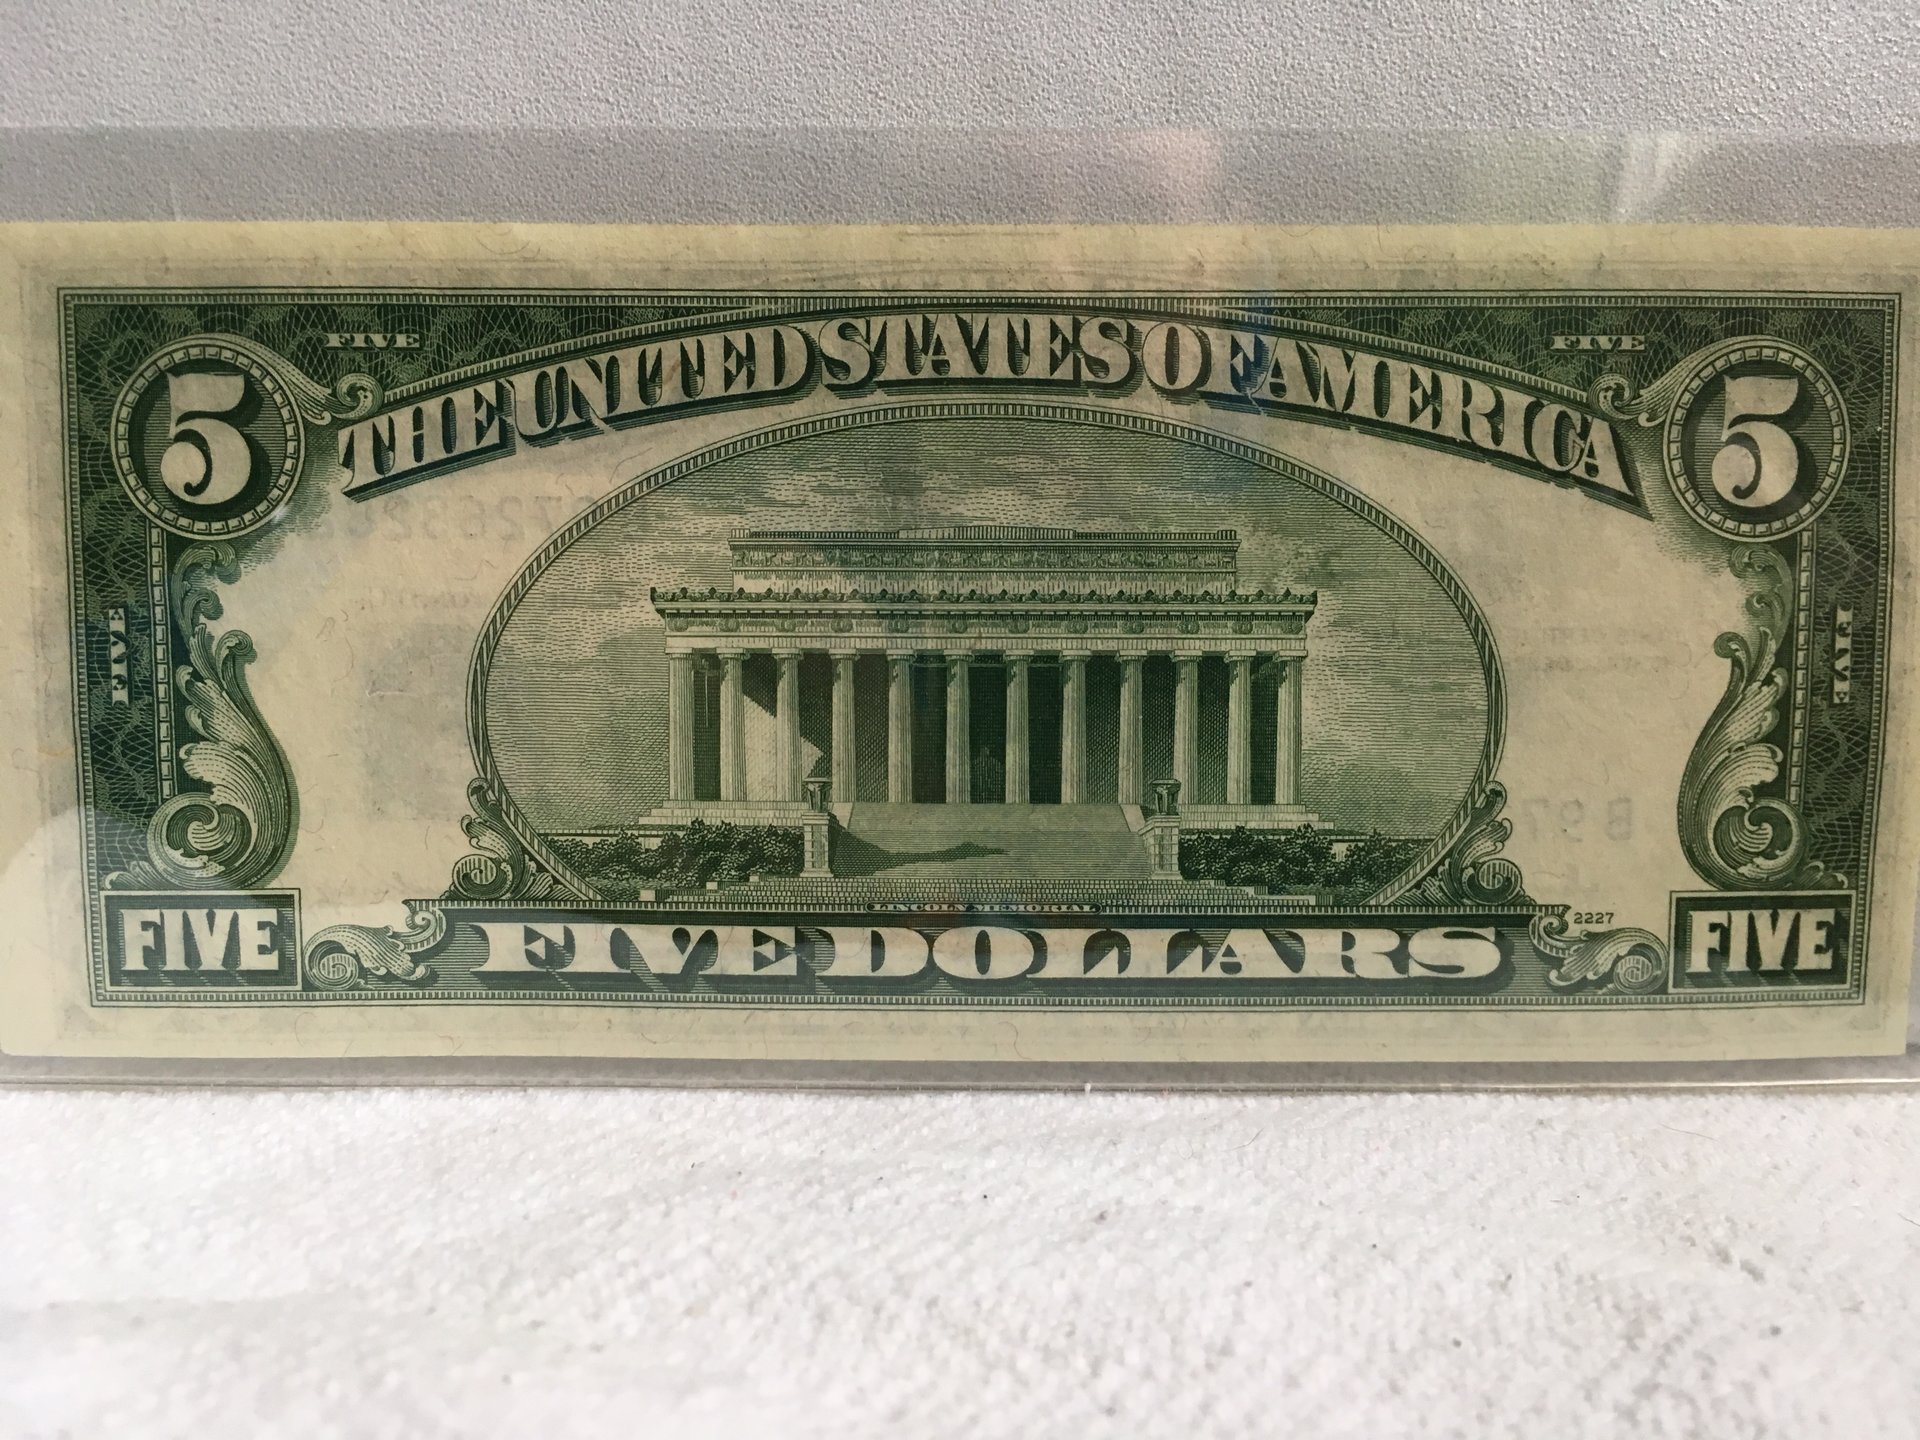 FIVE
FIVE
5
THE UNITED STATES OF AMERICA
5
FIVE
FIVE
LINCOLN MEMORIAL
2227
FIVE
FIVE DOLLARS
FIVE